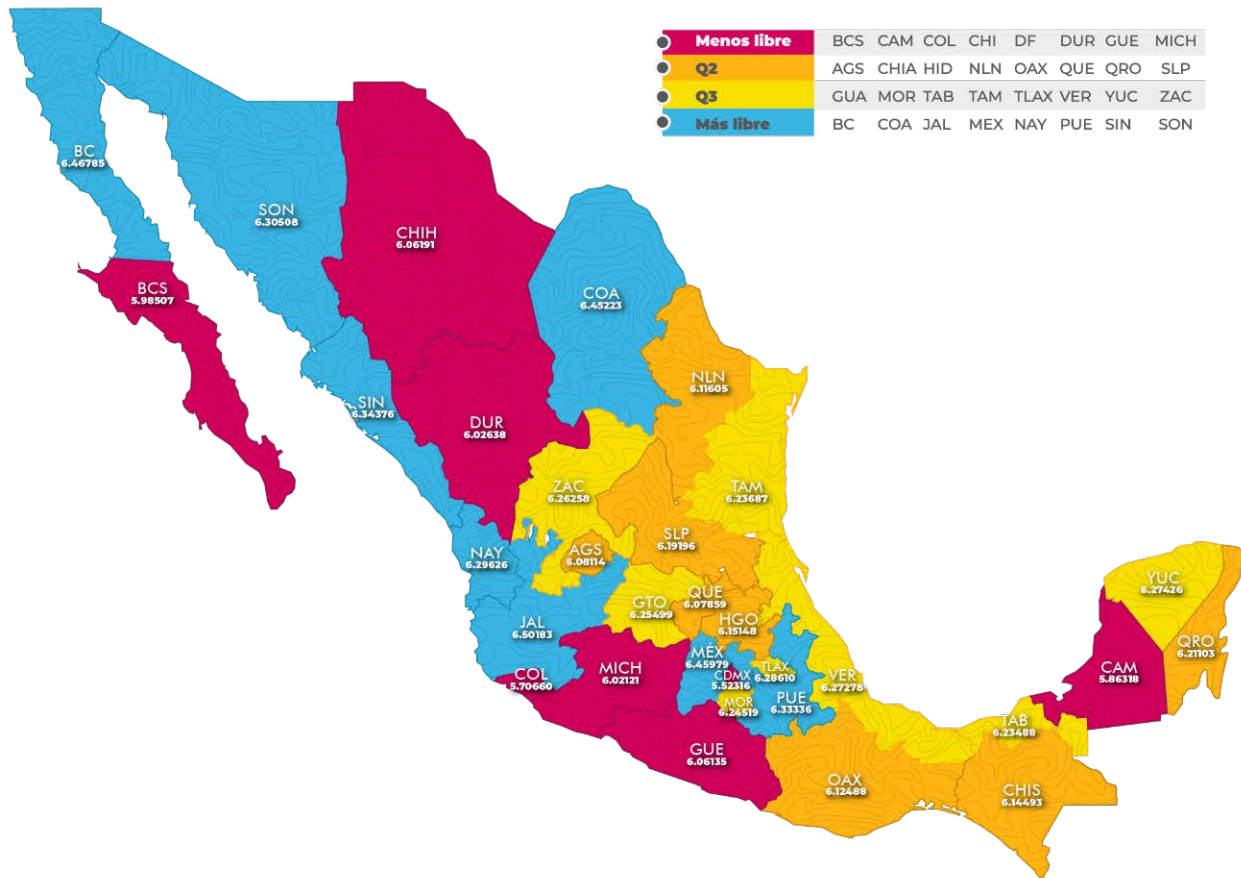 Menos libre BCS CAM COL CHI DF DUR GUE MICH
Q2 AGS CHIA HID NLN OAX QUE QRO SLP
Q3 GUA MOR TAB TAM TLAX VER YUC ZAC
Más libre BC COA JAL MEX NAY PUE SIN SON
BC
6.46785
SON
6.30508
CHIH
6.06191
BCS
5.98507
COA
6.45223
NLN
6.11605
SIN
6.34376
DUR
6.02638
ZAC
6.26258
TAM
6.23687
SLP
6.19196
NAY
6.29626
AGS
6.08114
YUC
6.27426
QUE
6.07859
GTO
6.25499
HGO
6.15148
JAL
6.50183
QRO
6.21103
MÉX
6.45979
MICH
6.02121
TLAX
6.28610
COL
5.70660
CDMX
5.52316
VER
6.27278
CAM
5.86318
MOR
6.24519
PUE
6.33336
TAB
6.23488
GUE
6.06135
OAX
6.12488
CHIS
6.14493